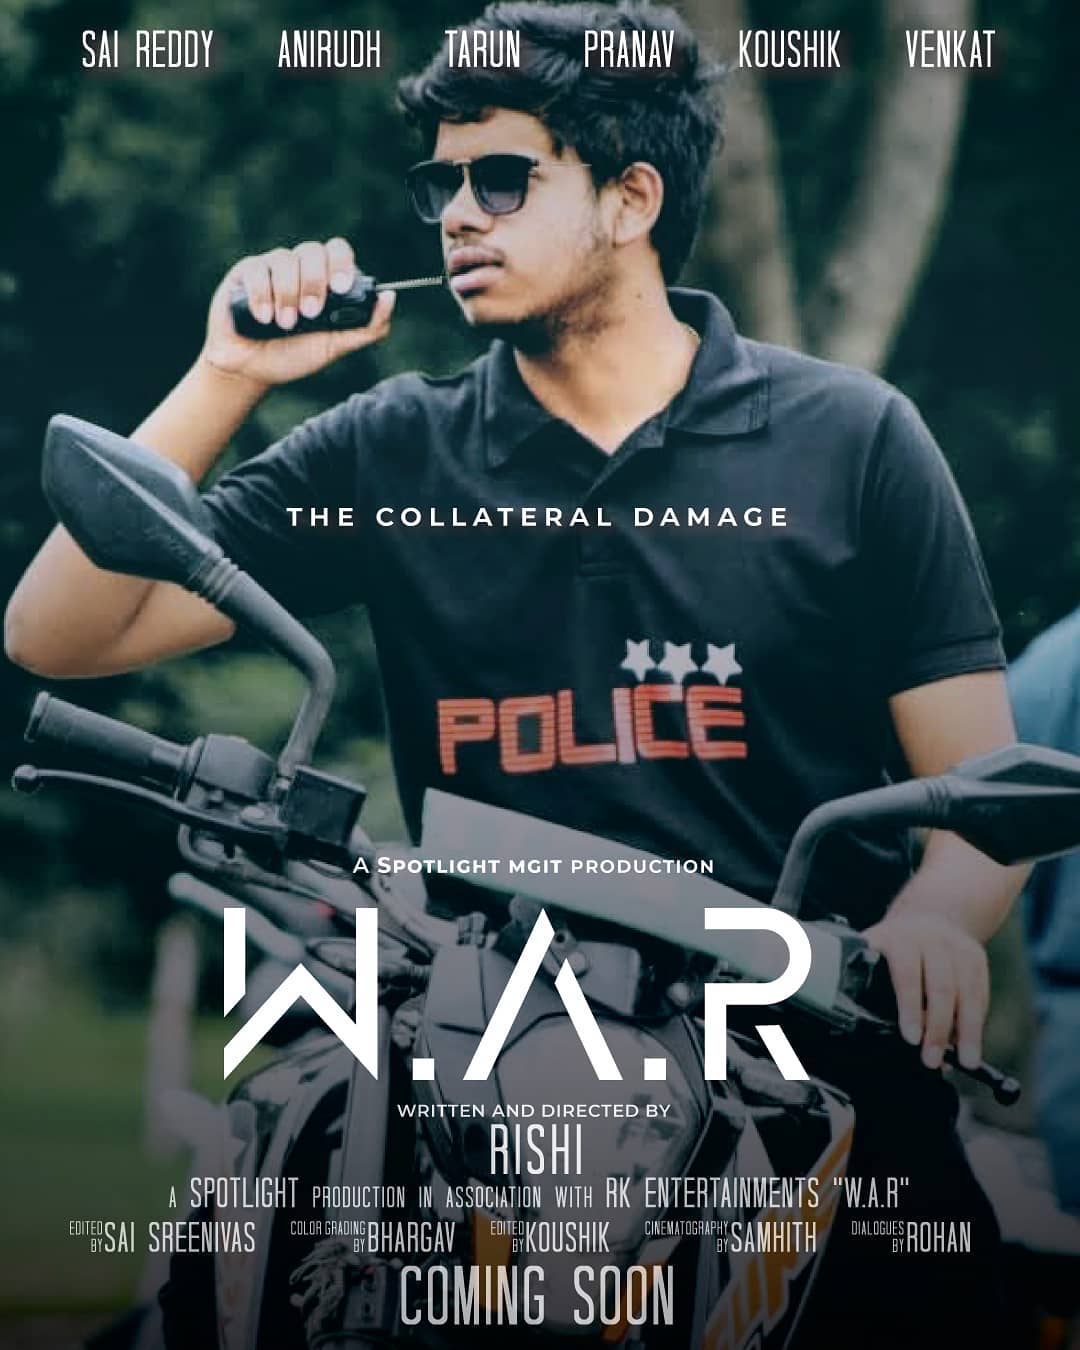 SAI REDDY ANIRUDH TARUN PRANAV KOUSHIK VENKAT
THE COLLATERAL DAMAGE
POLICE
A SPOTLIGHT MGIT PRODUCTION
W.A.R
WRITTEN AND DIRECTED BY
RISHI
A SPOTLIGHT PRODUCTION IN ASSOCIATION WITH RK ENTERTAINMENTS "W.A.R"
EDITED BY SAI SREENIVAS COLOR GRADING BY BHARGAV EDITED BY KOUSHIK CINEMATOGRAPHY BY SAMHITH DIALOGUES BY ROHAN
COMING SOON